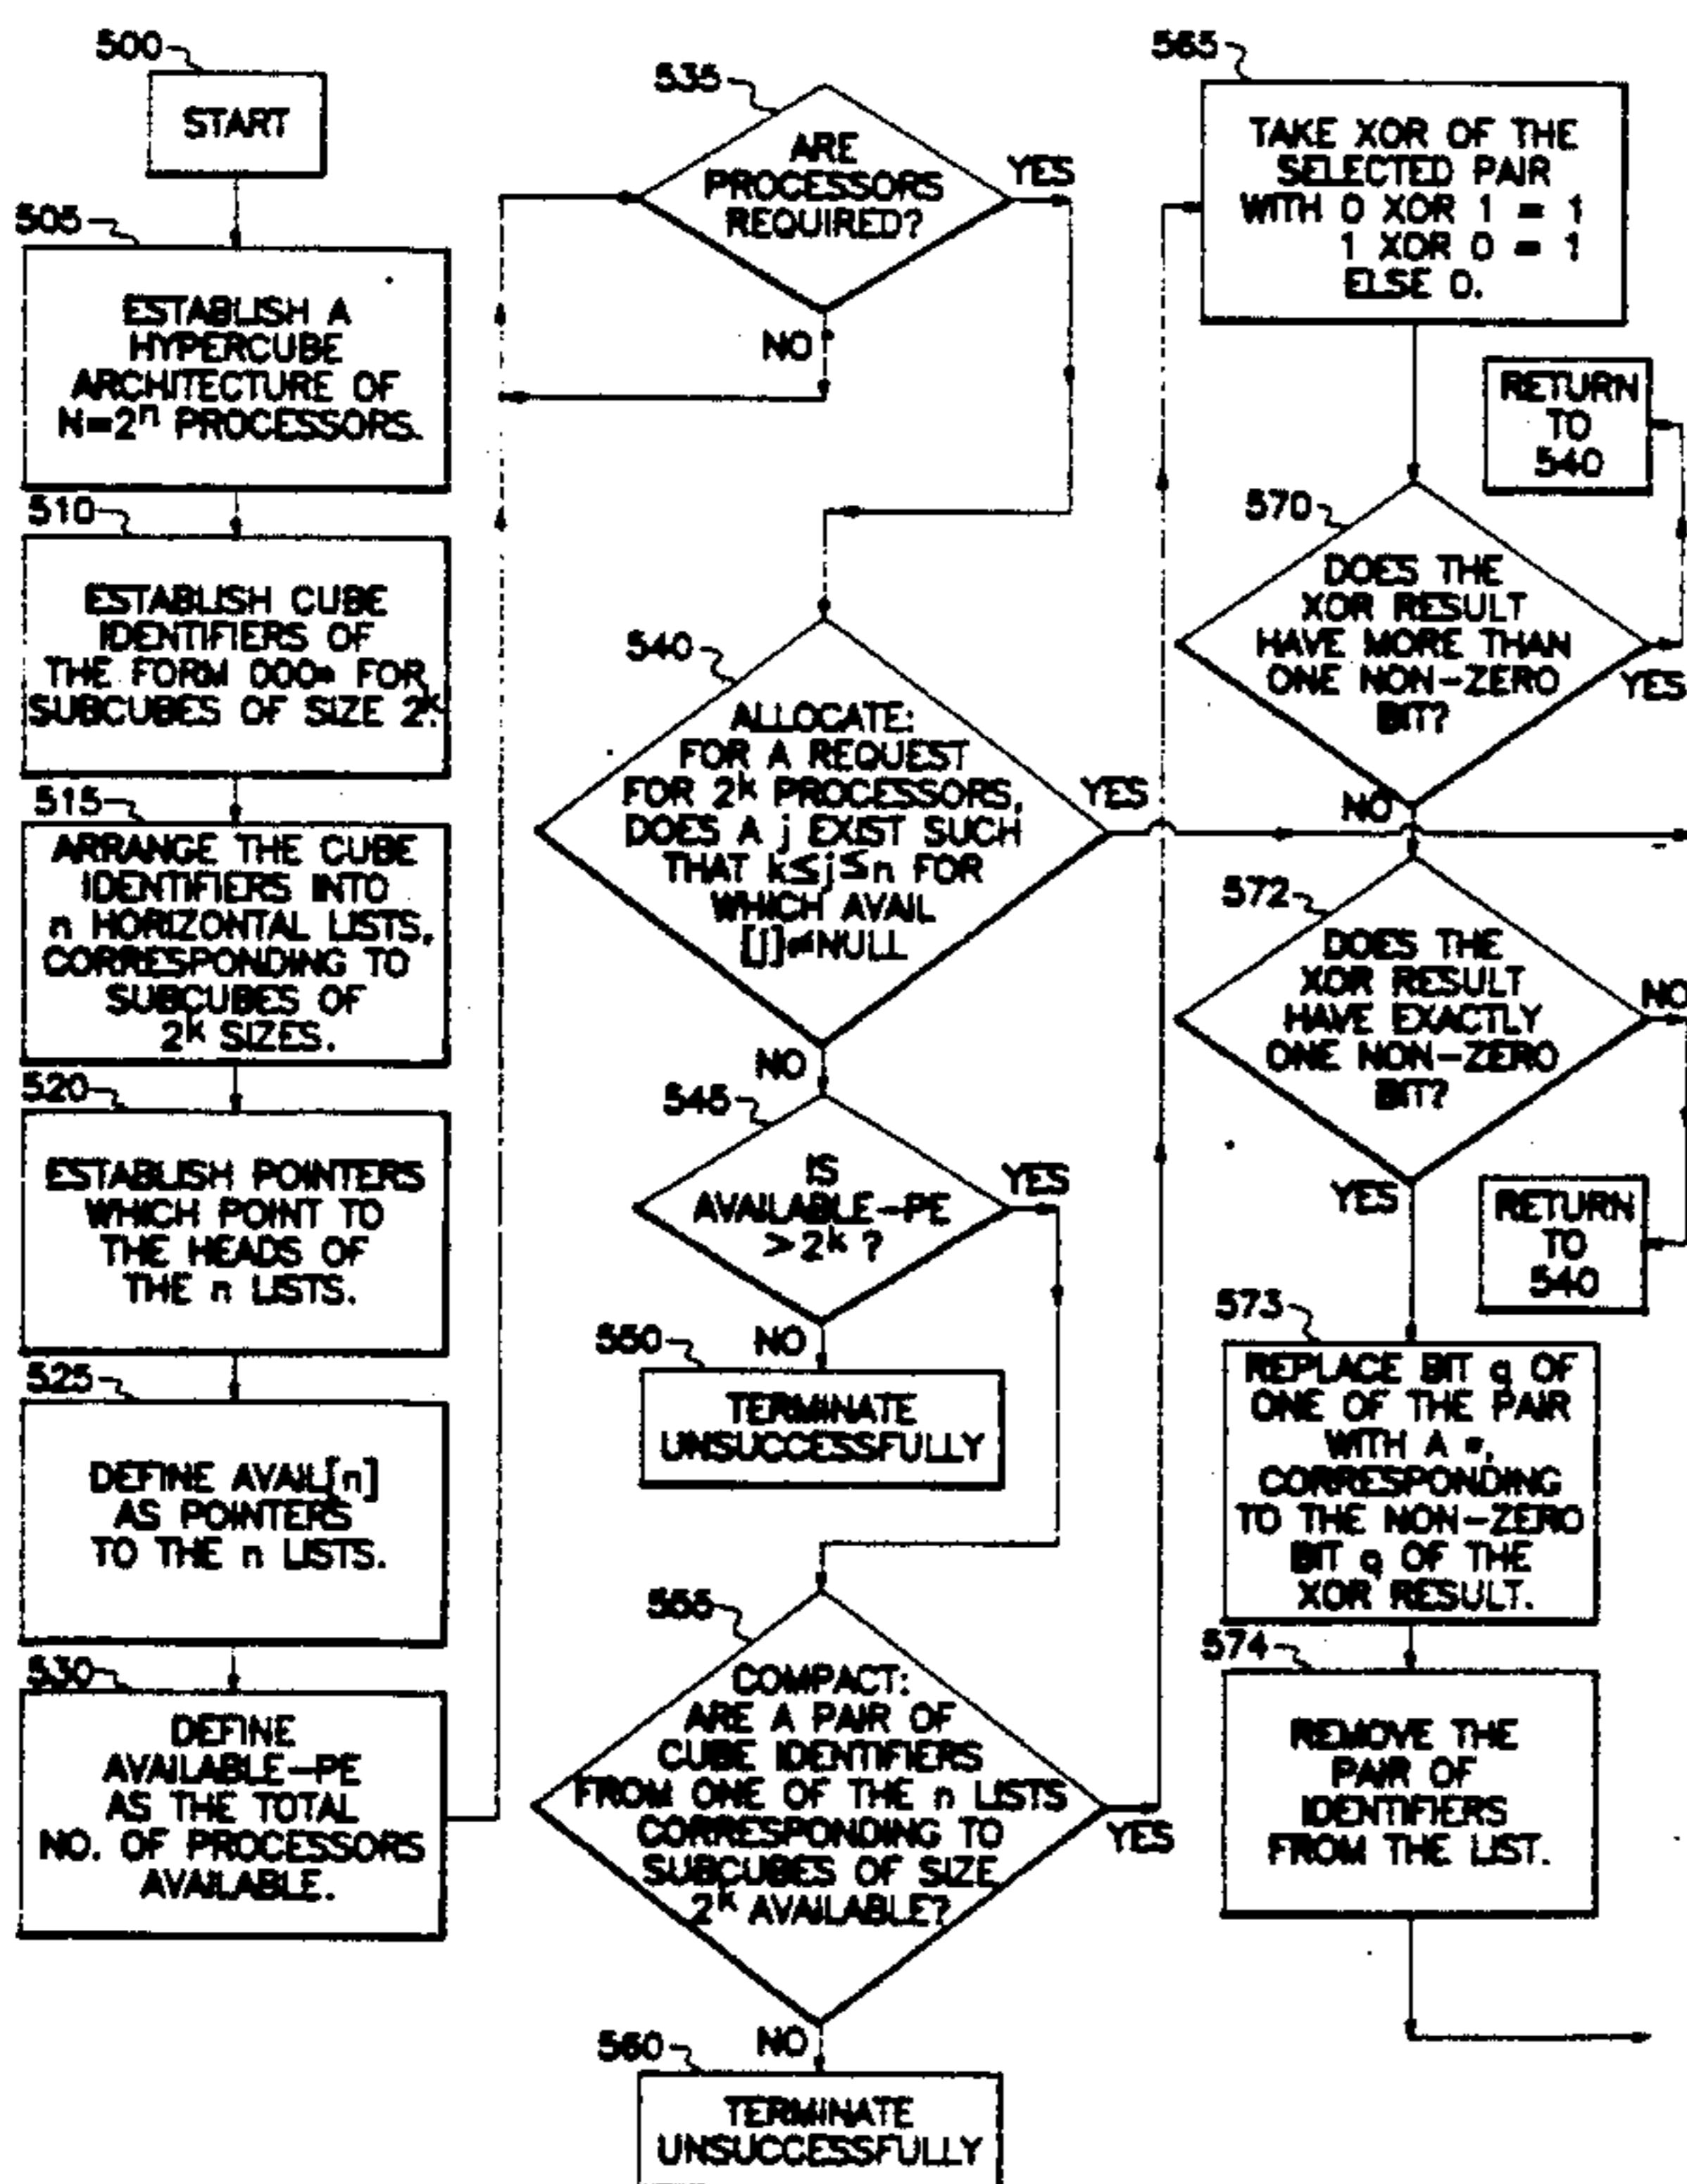 500
START
505
ESTABLISH A
HYPERCUBE
ARCHITECTURE OF
N=2ⁿ PROCESSORS.
510
ESTABLISH CUBE
IDENTIFIERS OF
THE FORM 000* FOR
SUBCUBES OF SIZE 2ᵏ.
515
ARRANGE THE CUBE
IDENTIFIERS INTO
n HORIZONTAL LISTS,
CORRESPONDING TO
SUBCUBES OF
2ᵏ SIZES.
520
ESTABLISH POINTERS
WHICH POINT TO
THE HEADS OF
THE n LISTS.
525
DEFINE AVAIL[n]
AS POINTERS
TO THE n LISTS.
530
DEFINE
AVAILABLE-PE
AS THE TOTAL
NO. OF PROCESSORS
AVAILABLE.
535
ARE
PROCESSORS
REQUIRED?
YES
NO
540
ALLOCATE:
FOR A REQUEST
FOR 2ᵏ PROCESSORS,
DOES A j EXIST SUCH
THAT k≤j≤n FOR
WHICH AVAIL
[j]≠NULL
YES
NO
545
IS
AVAILABLE-PE
>2ᵏ ?
YES
NO
550
TERMINATE
UNSUCCESSFULLY
555
COMPACT:
ARE A PAIR OF
CUBE IDENTIFIERS
FROM ONE OF THE n LISTS
CORRESPONDING TO
SUBCUBES OF SIZE
2ᵏ AVAILABLE?
YES
NO
560
TERMINATE
UNSUCCESSFULLY
565
TAKE XOR OF THE
SELECTED PAIR
WITH 0 XOR 1 = 1
1 XOR 0 = 1
ELSE 0.
RETURN
TO
540
570
DOES THE
XOR RESULT
HAVE MORE THAN
ONE NON-ZERO
BIT?
YES
NO
572
DOES THE
XOR RESULT
HAVE EXACTLY
ONE NON-ZERO
BIT?
NO
YES
RETURN
TO
540
573
REPLACE BIT q OF
ONE OF THE PAIR
WITH A *,
CORRESPONDING
TO THE NON-ZERO
BIT q OF THE
XOR RESULT.
574
REMOVE THE
PAIR OF
IDENTIFIERS
FROM THE LIST.